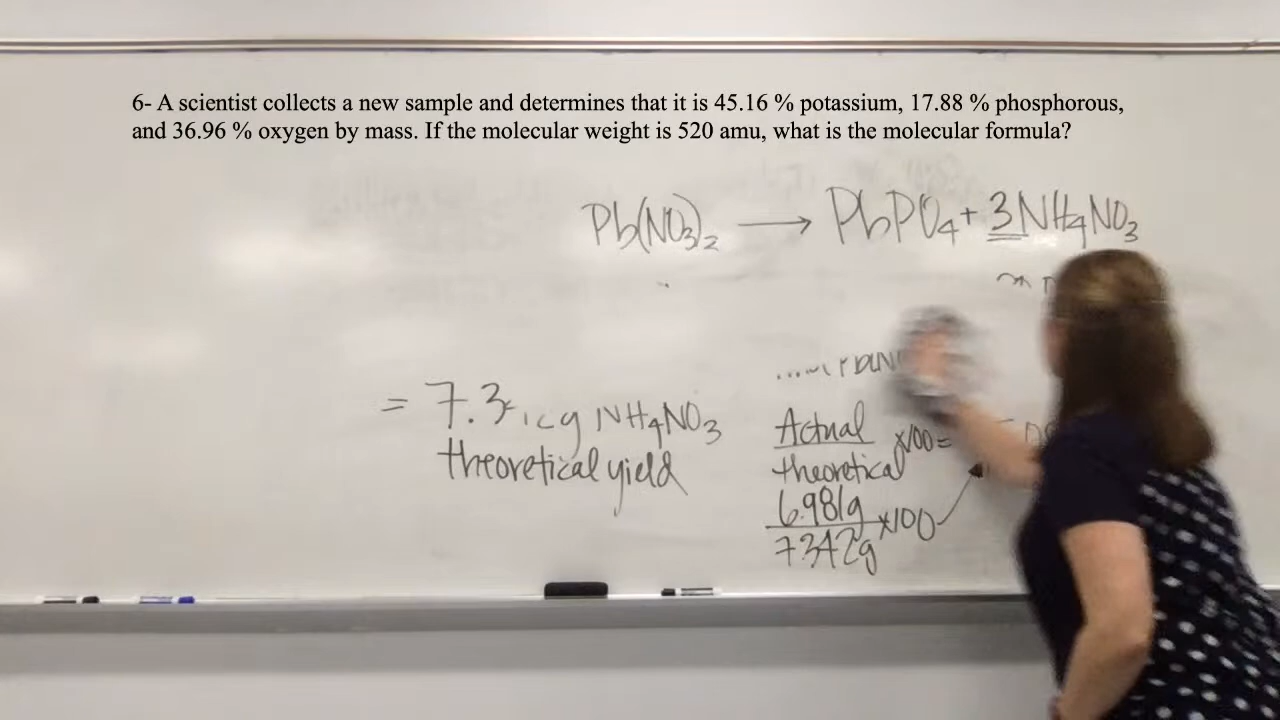 6- A scientist collects a new sample and determines that it is 45.16 % potassium, 17.88 % phosphorous,
and 36.96 % oxygen by mass. If the molecular weight is 520 amu, what is the molecular formula?
Pb(NO3)2 → PbPO4 + 3NH4NO3
= 7.3 g NH4NO3
theoretical yield
Actual
theoretical
x100=
6.981g
7.342g
x100